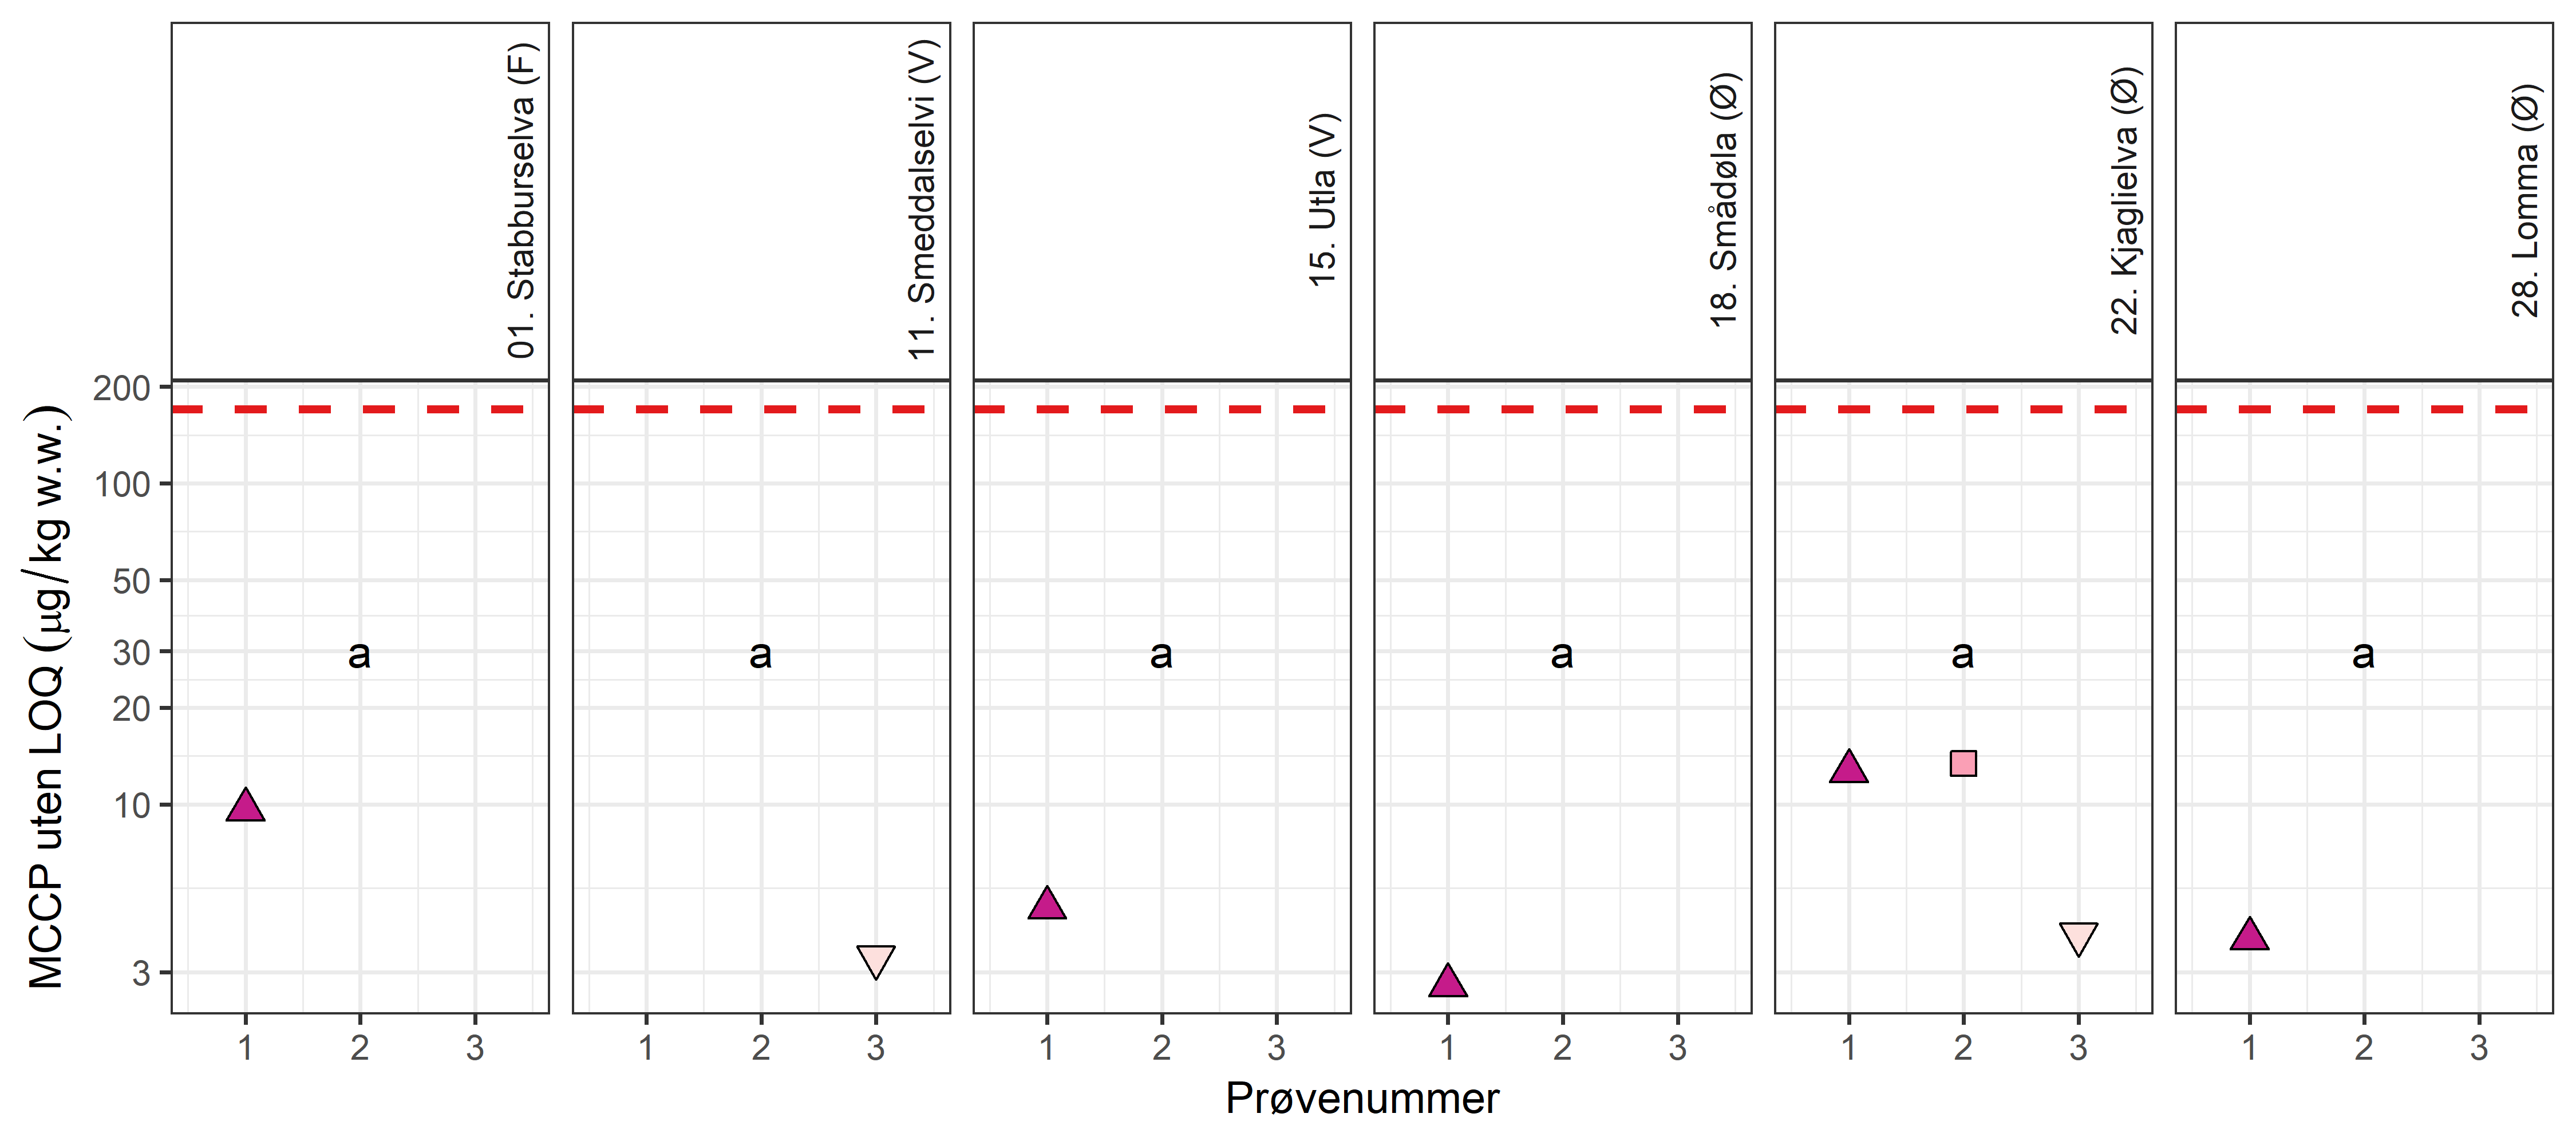 01. Stabburselva (F)
11. Smeddalselvi (V)
15. Utla (V)
18. Smådøla (Ø)
22. Kjaglielva (Ø)
28. Lomma (Ø)
MCCP uten LOQ (μg/kg w.w.)
200
100
50
30
20
10
3
a
a
a
a
a
a
1 2 3
1 2 3
1 2 3
1 2 3
1 2 3
1 2 3
Prøvenummer